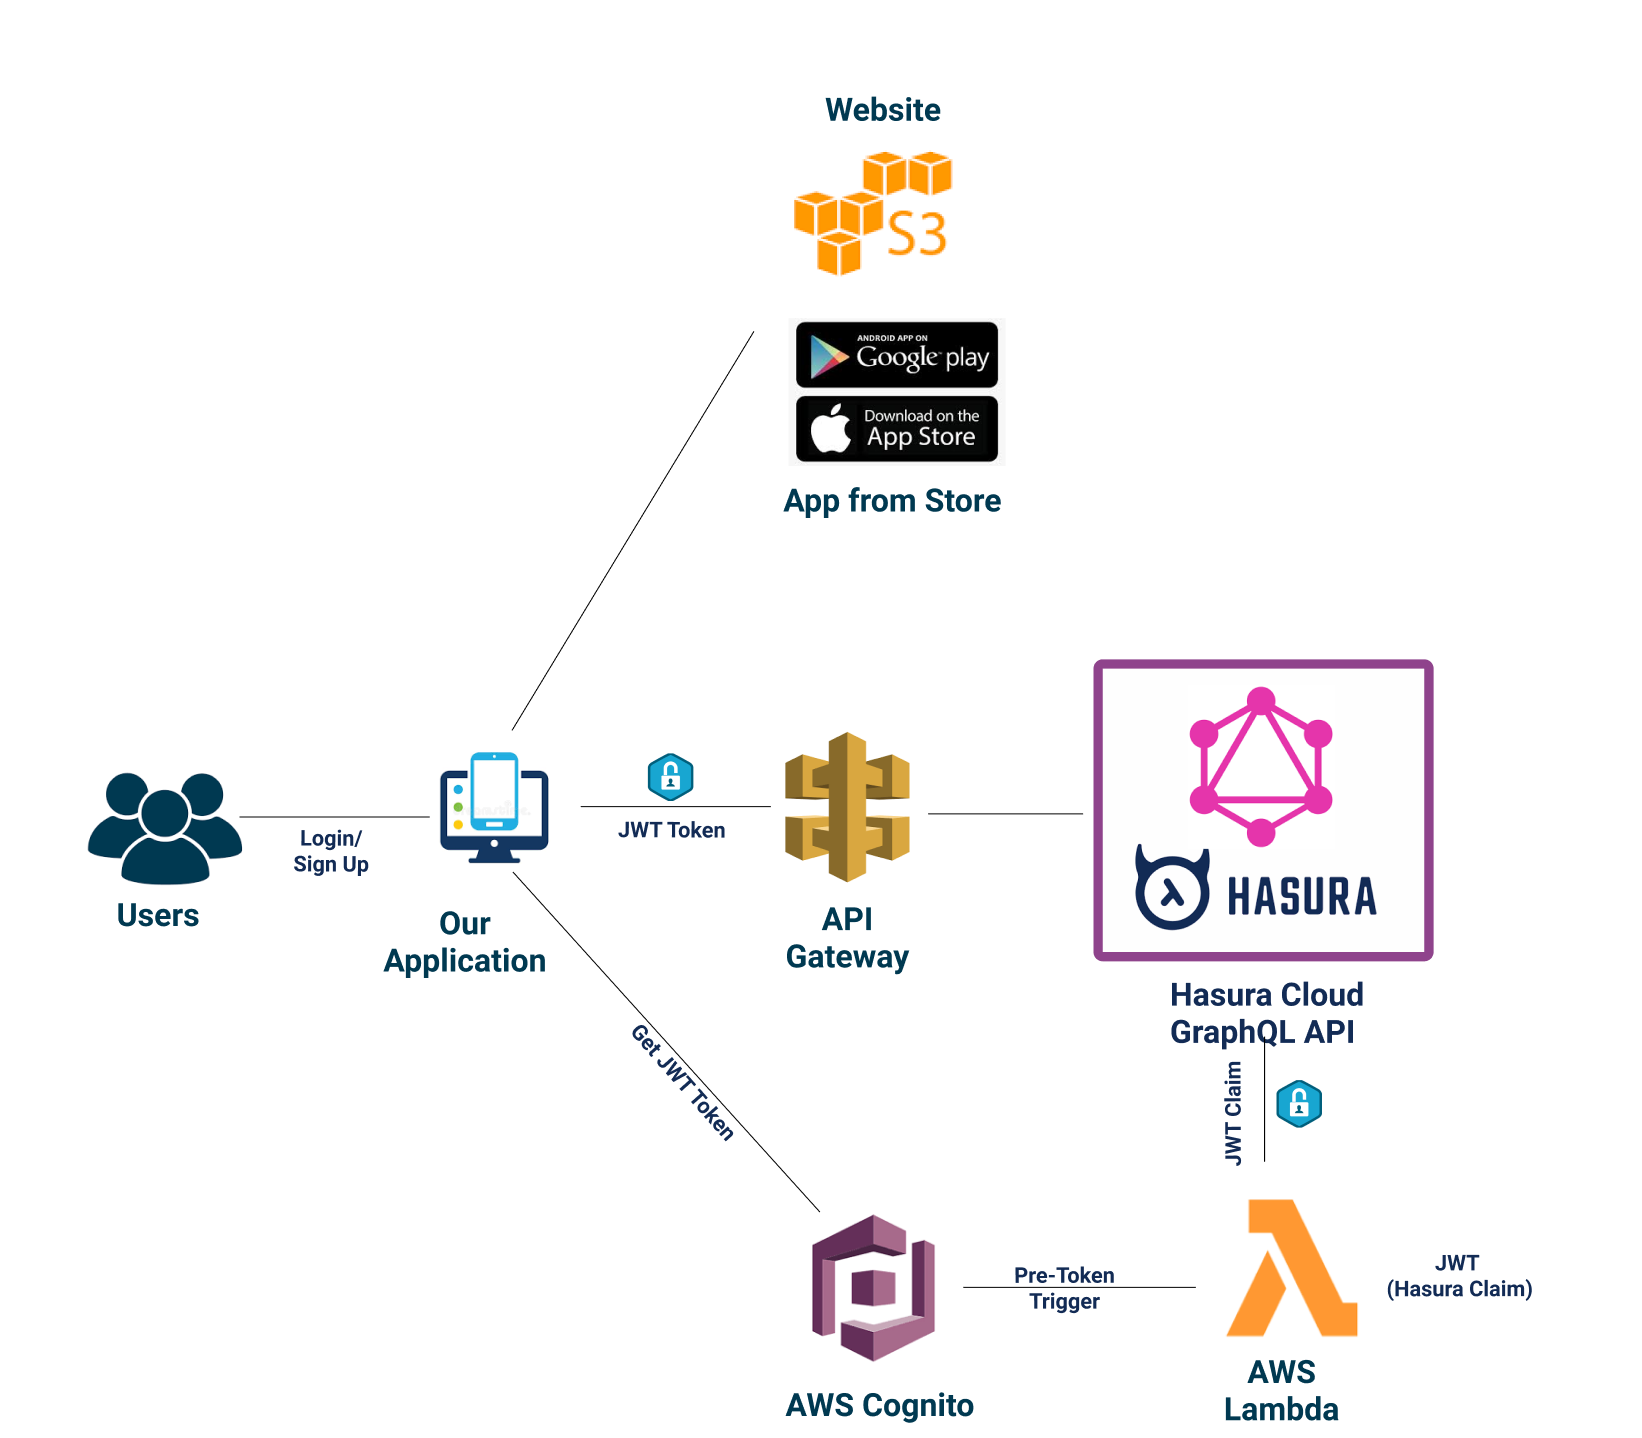 Website
S3
ANDROID APP ON
Google play
Download on the
App Store
App from Store
Login/
Sign Up
Users
Our
Application
JWT Token
API
Gateway
HASURA
Hasura Cloud
GraphQL API
Get JWT Token
JWT Claim
Pre-Token
Trigger
AWS Cognito
JWT
(Hasura Claim)
AWS
Lambda